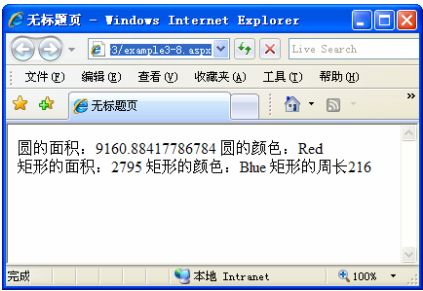 无标题页 - Windows Internet Explorer
3/example3-8.aspx
Live Search
文件(F) 编辑(E) 查看(V) 收藏夹(A) 工具(T) 帮助(H)
无标题页
»
圆的面积：9160.88417786784 圆的颜色：Red
矩形的面积：2795 矩形的颜色：Blue 矩形的周长216
完成
本地 Intranet
100%